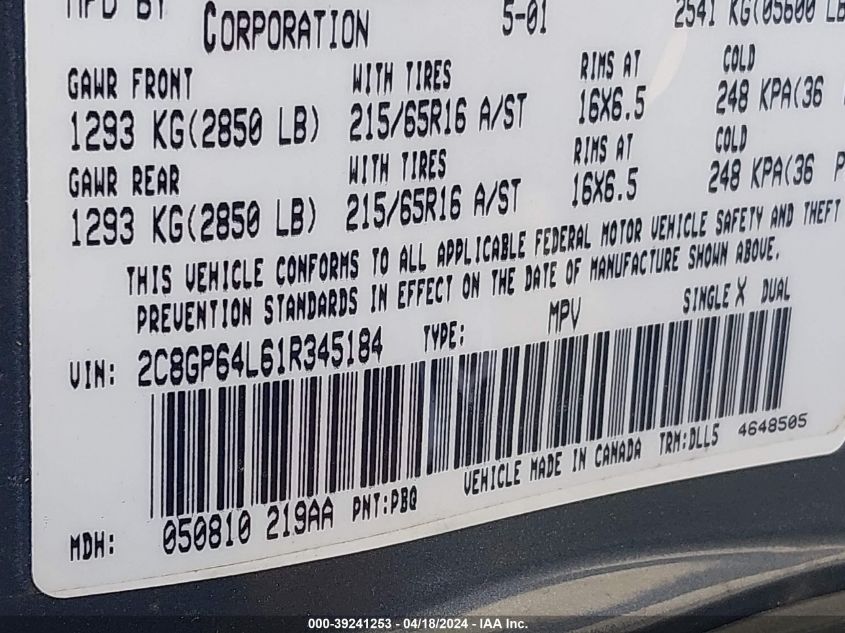 MFD BY CORPORATION 5-01 2541 KG(05600 LB
GAWR FRONT WITH TIRES RIMS AT COLD
1293 KG(2850 LB) 215/65R16 A/ST 16X6.5 248 KPA(36
GAWR REAR WITH TIRES RIMS AT COLD
1293 KG(2850 LB) 215/65R16 A/ST 16X6.5 248 KPA(36 P
THIS VEHICLE CONFORMS TO ALL APPLICABLE FEDERAL MOTOR VEHICLE SAFETY AND THEFT
PREVENTION STANDARDS IN EFFECT ON THE DATE OF MANUFACTURE SHOWN ABOVE.
VIN: 2C8GP64L61R345184 TYPE: MPV SINGLE X DUAL
VEHICLE MADE IN CANADA TRM:DLL5 4648505
MDH: 050810 219AA PNT:PBQ
000-39241253 - 04/18/2024 - IAA Inc.